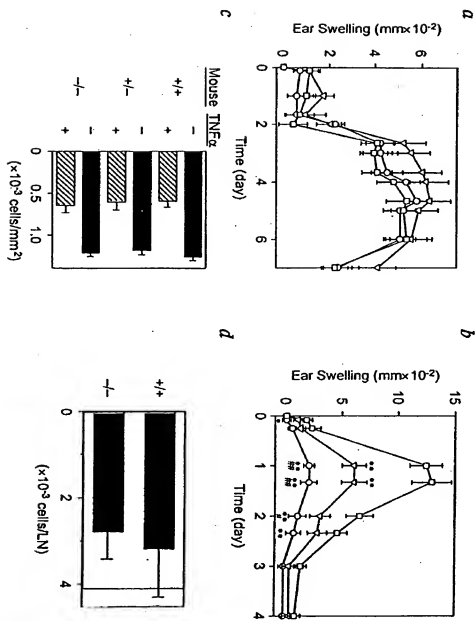 a
Ear Swelling (mm×10⁻²)
0 2 4 6
0 2 4 6
Time (day)
b
Ear Swelling (mm×10⁻²)
0 5 10 15
** **
** ** ** **
## ## #
*
0 1 2 3 4
Time (day)
c
Mouse TNFα
+/+ −
+
+/− −
+
−/− −
+
0 0.5 1.0
(×10⁻³ cells/mm²)
d
+/+
−/−
0 2 4
(×10⁻³ cells/LN)